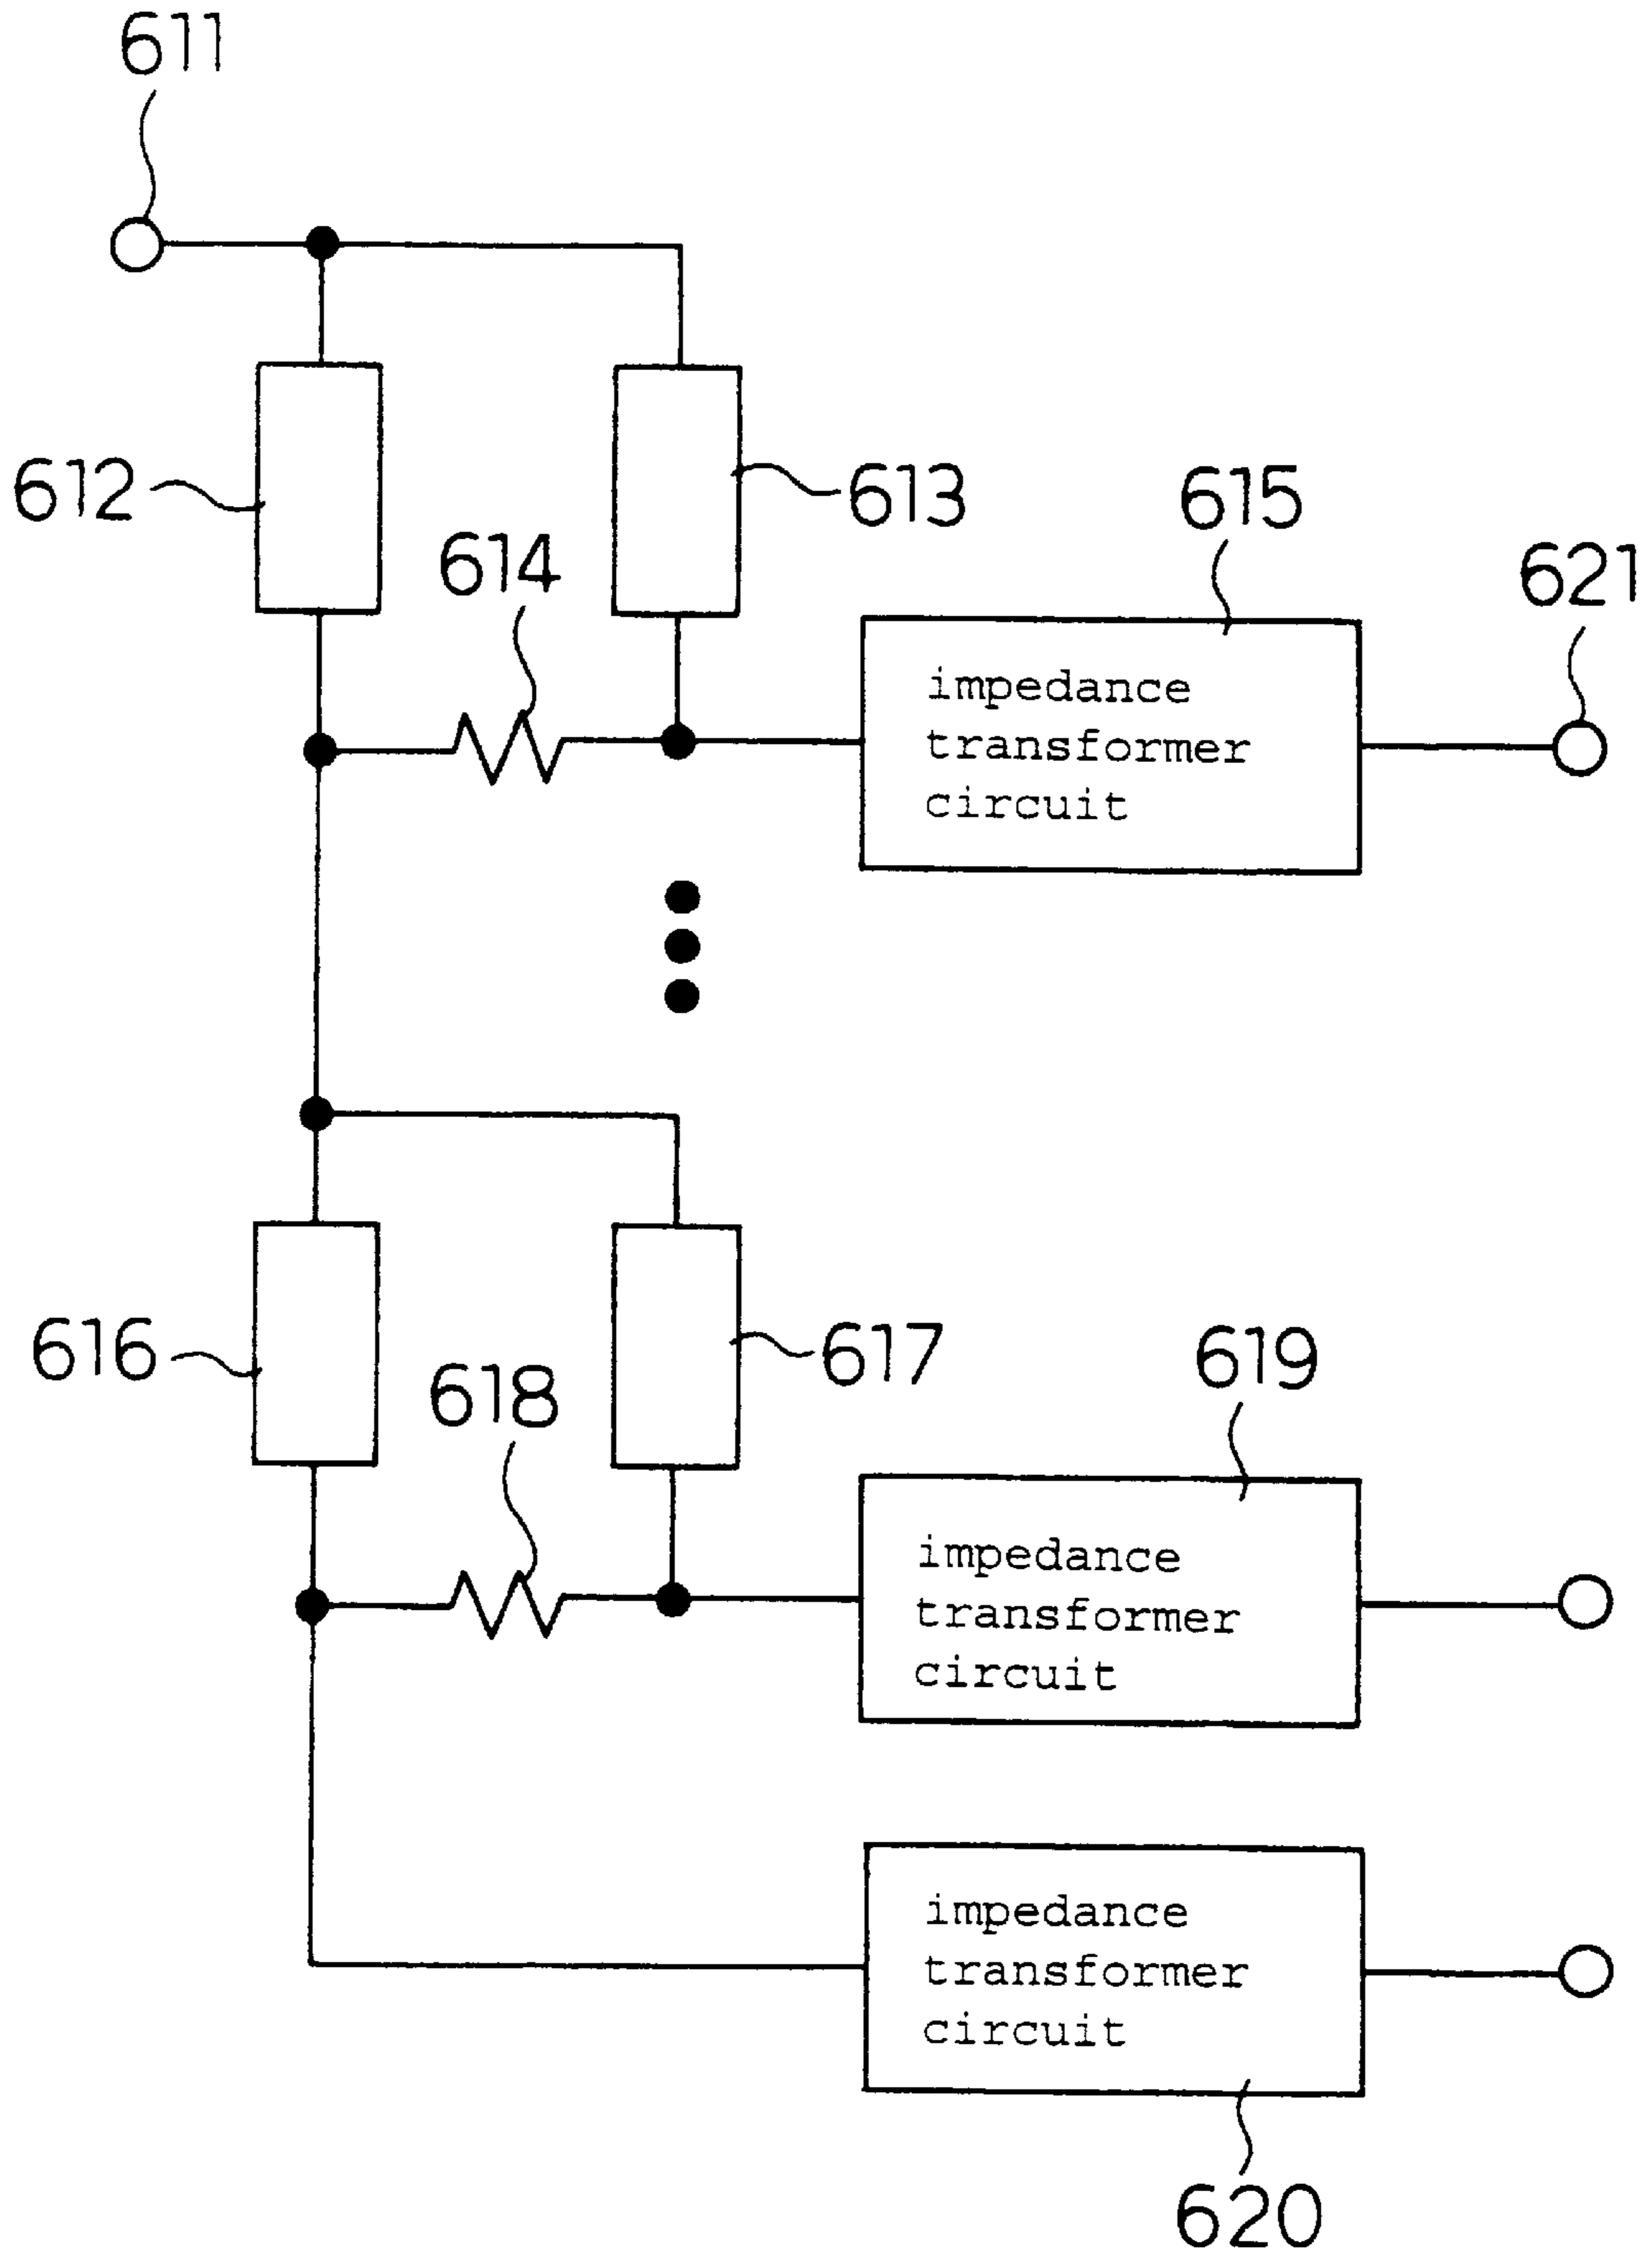 611
612
613
614
615
621
impedance
transformer
circuit
616
617
618
619
impedance
transformer
circuit
impedance
transformer
circuit
620